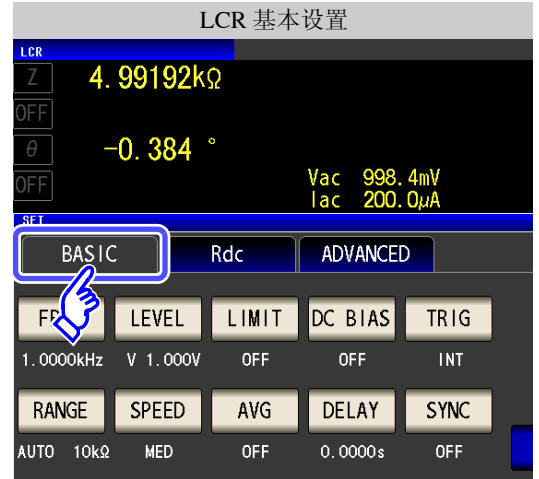 LCR 基本设置
LCR
Z 4.99192kΩ
OFF
θ -0.384 °
OFF
Vac 998.4mV
Iac 200.0μA
SET
BASIC Rdc ADVANCED
LEVEL LIMIT DC BIAS TRIG
1.0000kHz V 1.000V OFF OFF INT
RANGE SPEED AVG DELAY SYNC
AUTO 10kΩ MED OFF 0.0000s OFF